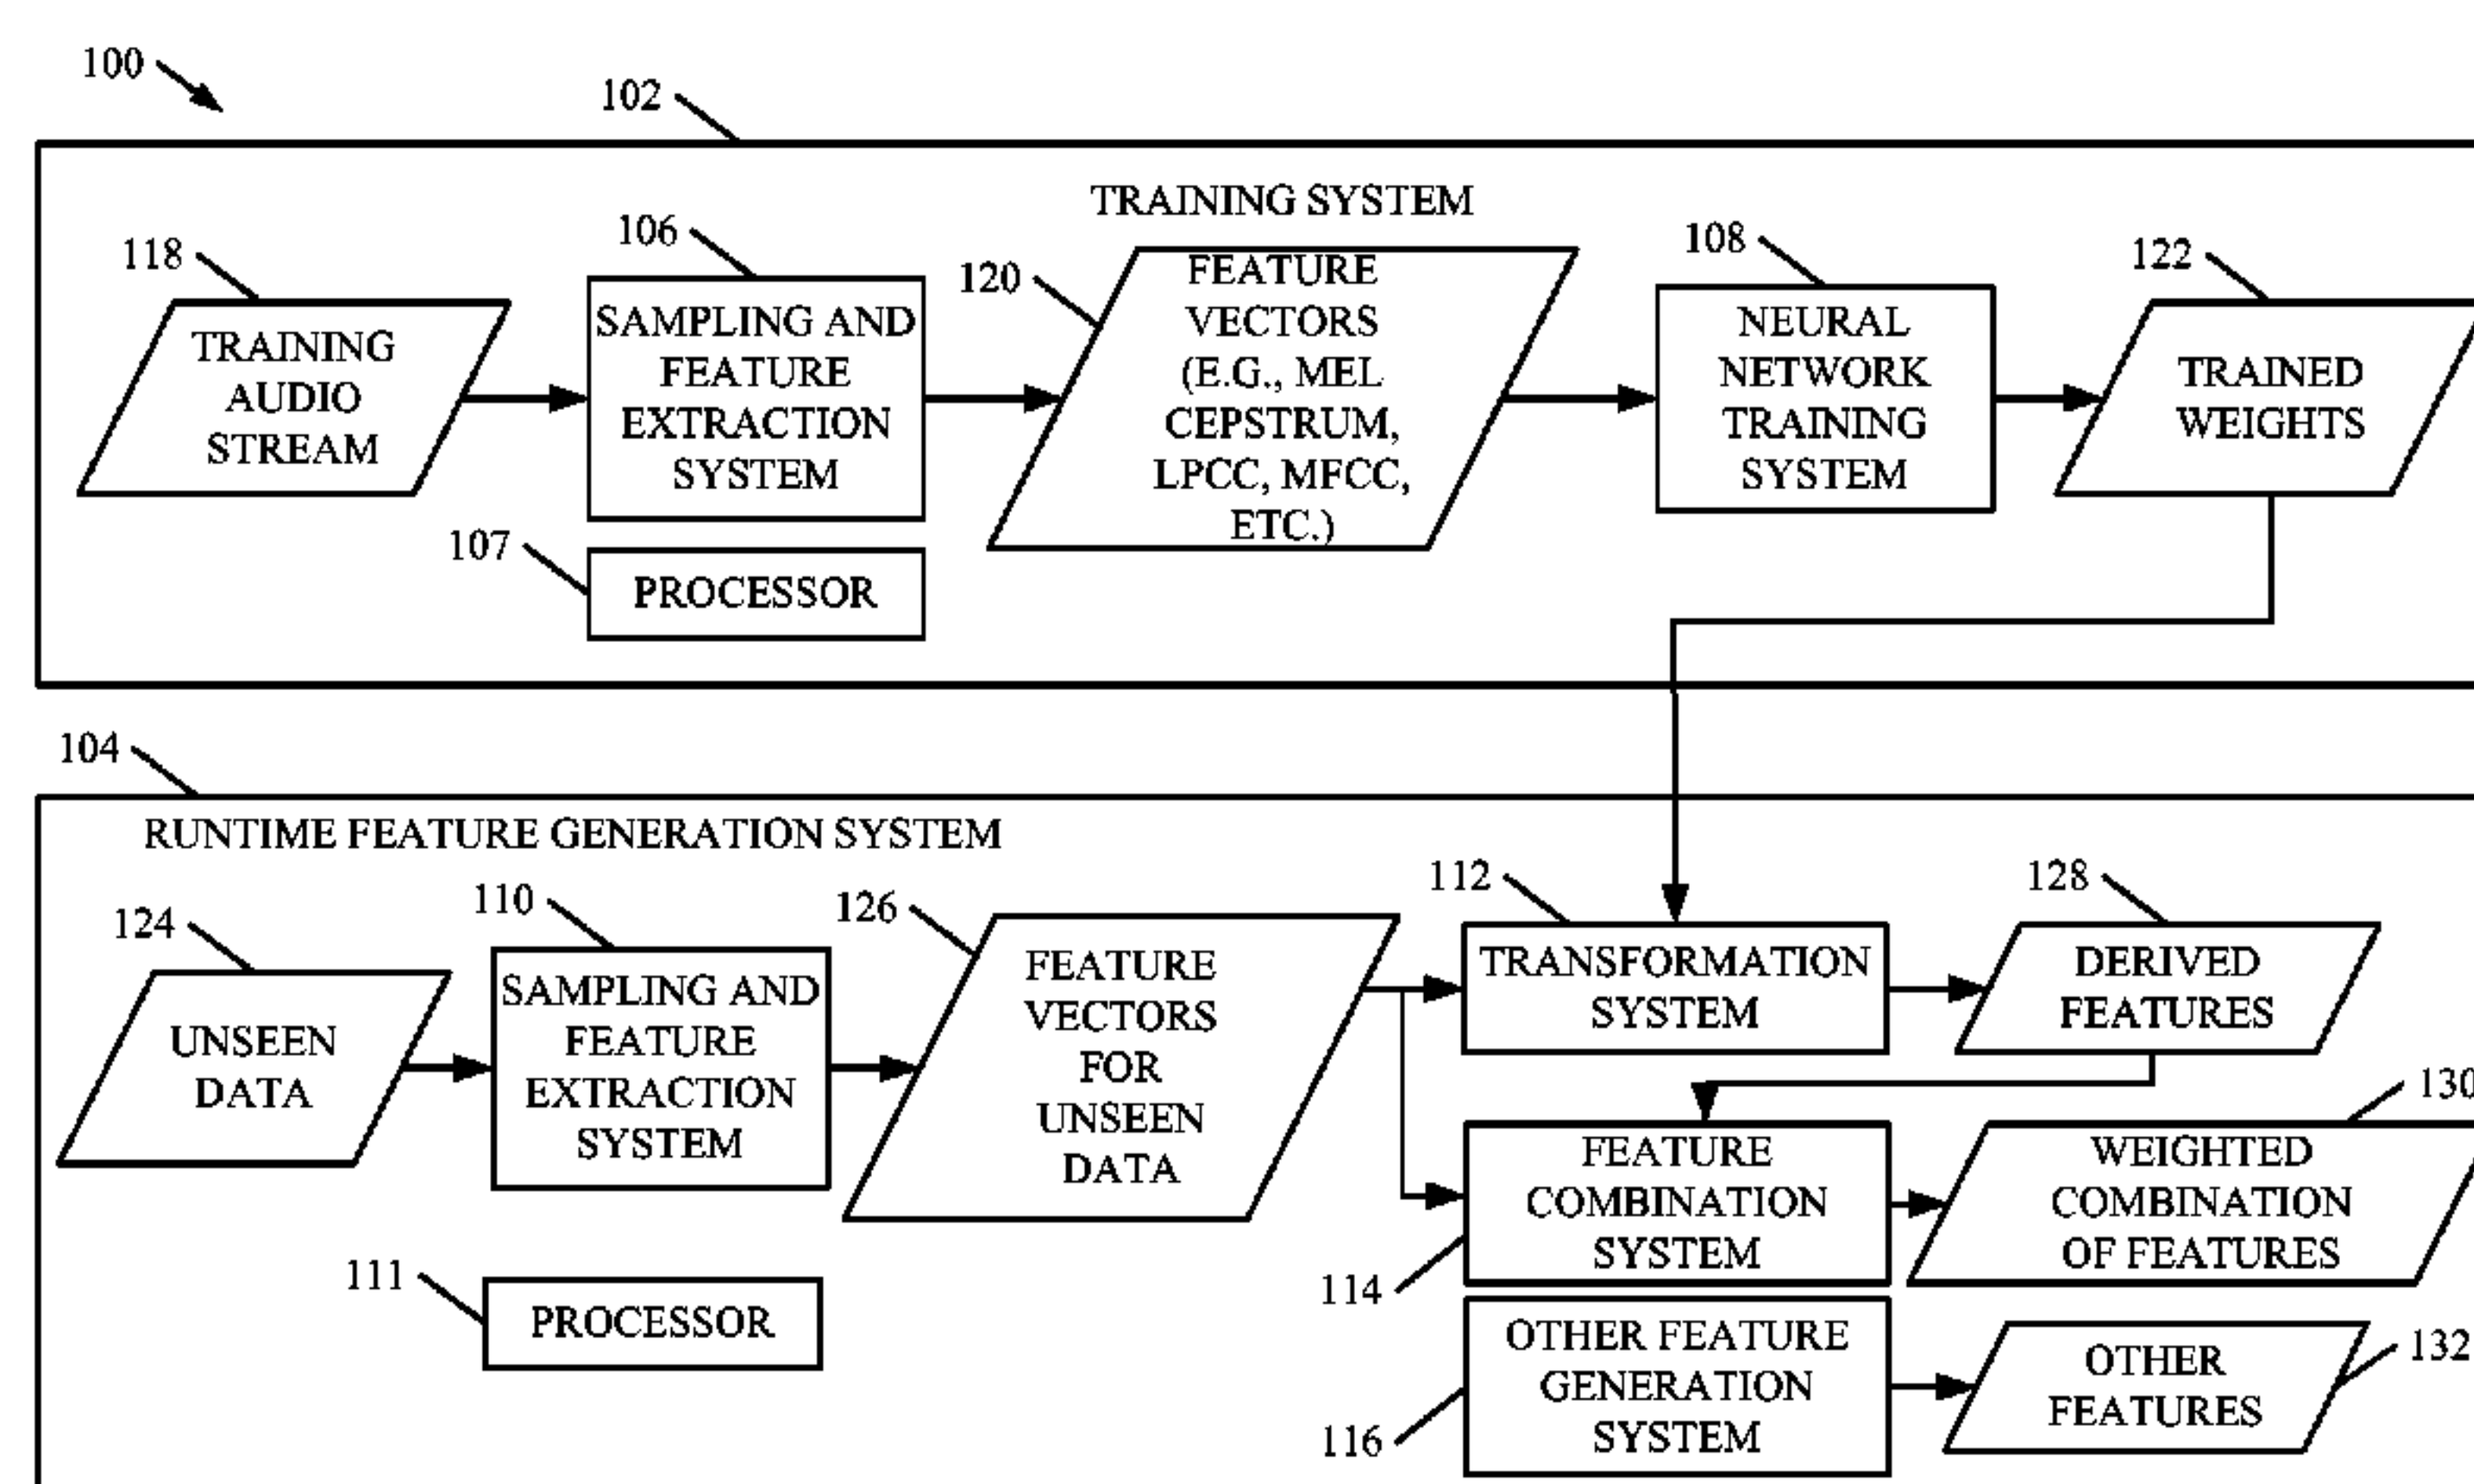 100
102
TRAINING SYSTEM
118
TRAINING
AUDIO
STREAM
106
SAMPLING AND
FEATURE
EXTRACTION
SYSTEM
107
PROCESSOR
120
FEATURE
VECTORS
(E.G., MEL
CEPSTRUM,
LPCC, MFCC,
ETC.)
108
NEURAL
NETWORK
TRAINING
SYSTEM
122
TRAINED
WEIGHTS
104
RUNTIME FEATURE GENERATION SYSTEM
124
UNSEEN
DATA
110
SAMPLING AND
FEATURE
EXTRACTION
SYSTEM
111
PROCESSOR
126
FEATURE
VECTORS
FOR
UNSEEN
DATA
112
TRANSFORMATION
SYSTEM
128
DERIVED
FEATURES
114
FEATURE
COMBINATION
SYSTEM
130
WEIGHTED
COMBINATION
OF FEATURES
116
OTHER FEATURE
GENERATION
SYSTEM
132
OTHER
FEATURES